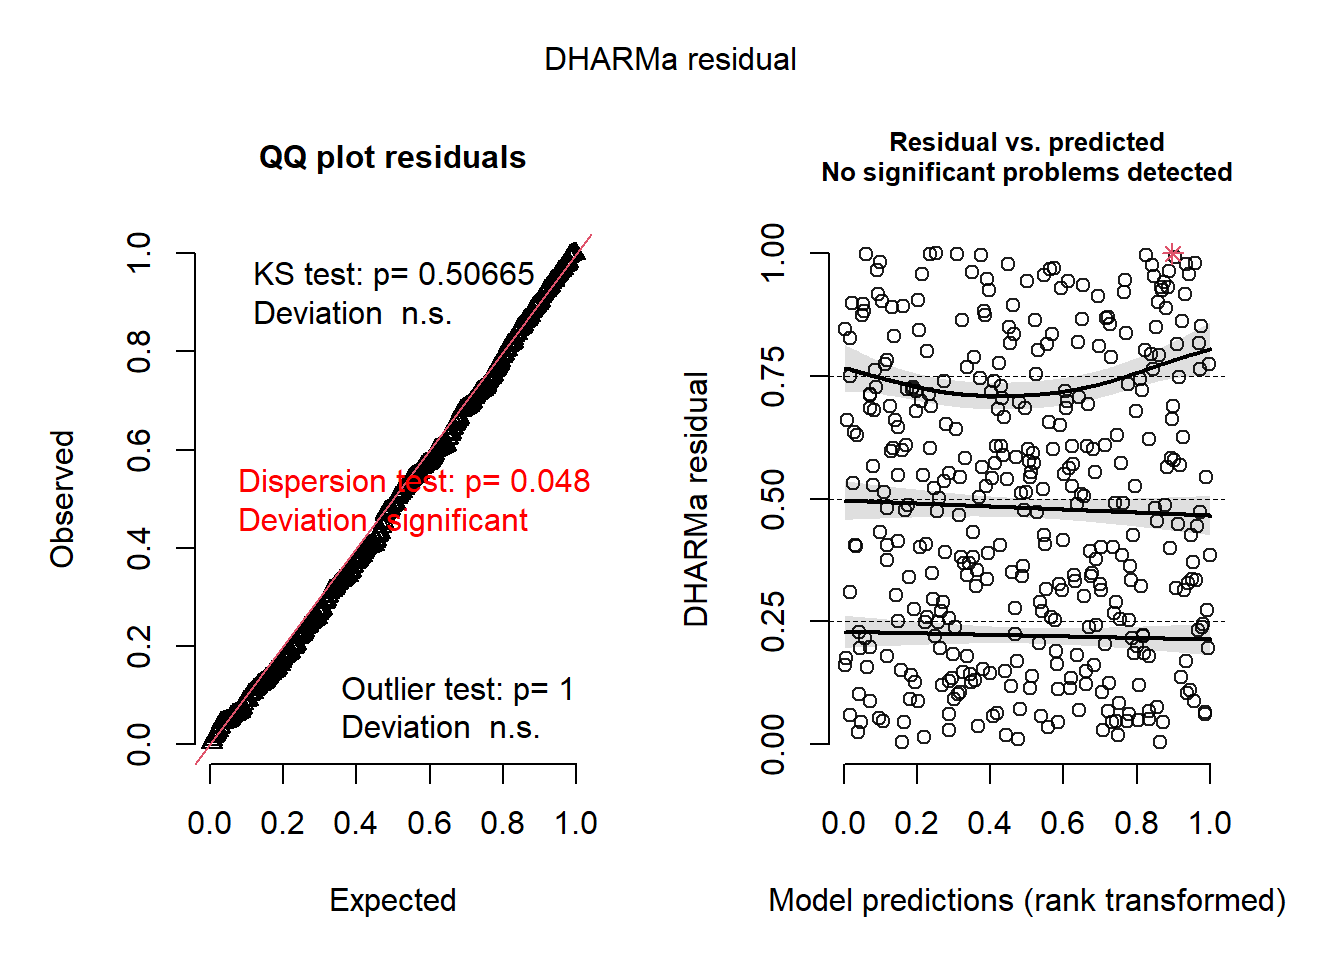 DHARMa residual
QQ plot residuals
KS test: p= 0.50665
Deviation  n.s.
Dispersion test: p= 0.048
Deviation  significant
Outlier test: p= 1
Deviation  n.s.
Observed
0.0 0.2 0.4 0.6 0.8 1.0
0.0 0.2 0.4 0.6 0.8 1.0
Expected
Residual vs. predicted
No significant problems detected
DHARMa residual
0.00 0.25 0.50 0.75 1.00
0.0 0.2 0.4 0.6 0.8 1.0
Model predictions (rank transformed)